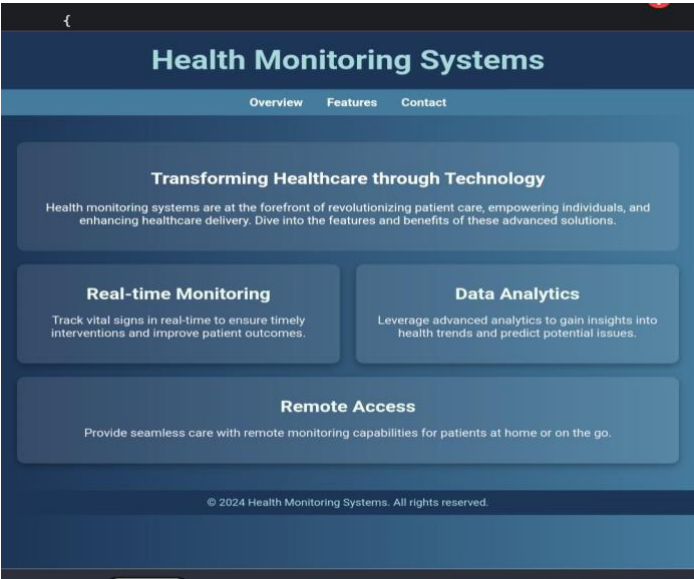 {
Health Monitoring Systems
Overview Features Contact
Transforming Healthcare through Technology
Health monitoring systems are at the forefront of revolutionizing patient care, empowering individuals, and
enhancing healthcare delivery. Dive into the features and benefits of these advanced solutions.
Real-time Monitoring
Track vital signs in real-time to ensure timely
interventions and improve patient outcomes.
Data Analytics
Leverage advanced analytics to gain insights into
health trends and predict potential issues.
Remote Access
Provide seamless care with remote monitoring capabilities for patients at home or on the go.
© 2024 Health Monitoring Systems. All rights reserved.